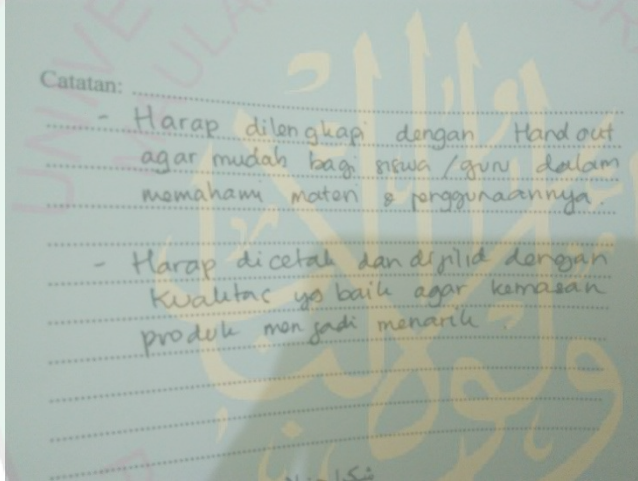 Catatan:
- Harap dilengkapi dengan Hand out
agar mudah bagi siswa / guru dalam
memahami materi & penggunaannya.
- Harap dicetak dan dijilid dengan
kualitas yg baik agar kemasan
produk menjadi menarik.